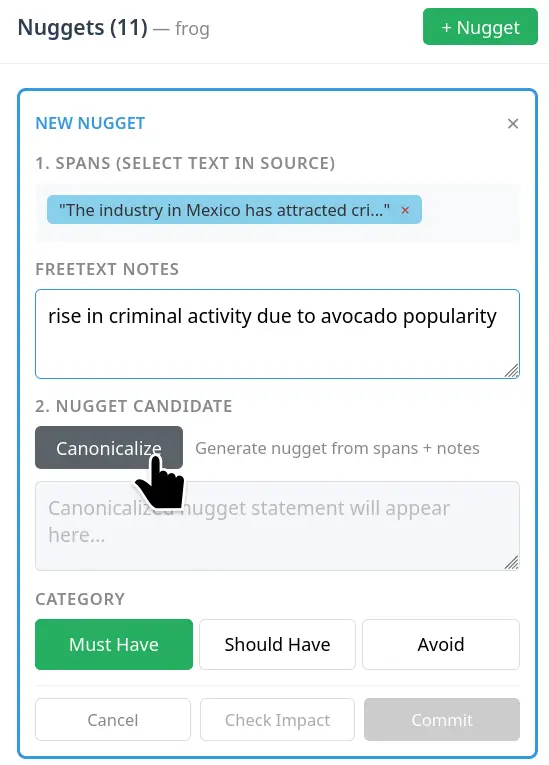 Nuggets (11) — frog
+ Nugget
NEW NUGGET
×
1. SPANS (SELECT TEXT IN SOURCE)
"The industry in Mexico has attracted cri..." ×
FREETEXT NOTES
rise in criminal activity due to avocado popularity
2. NUGGET CANDIDATE
Canonicalize
Generate nugget from spans + notes
Canonicalized nugget statement will appear
here...
CATEGORY
Must Have
Should Have
Avoid
Cancel
Check Impact
Commit